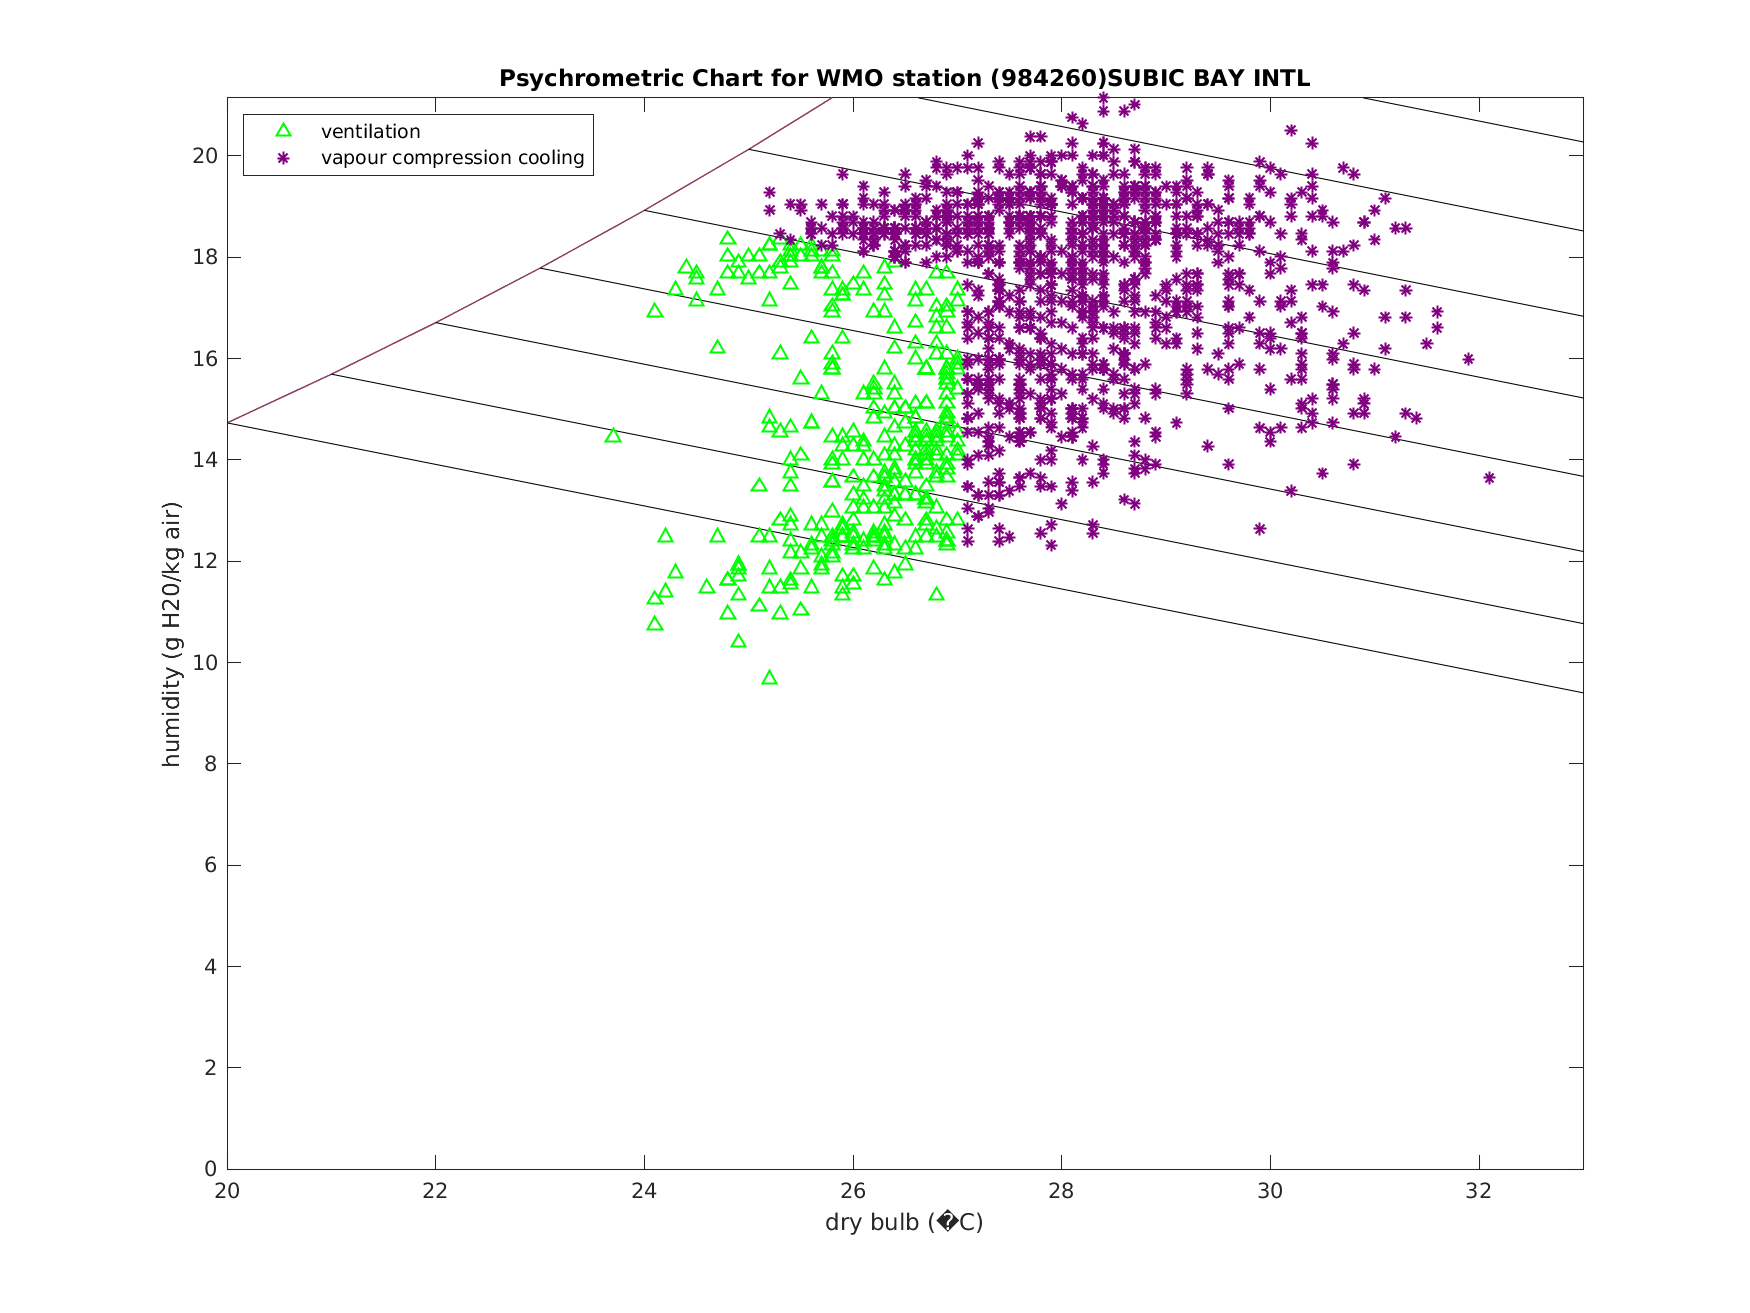 Psychrometric Chart for WMO station (984260)SUBIC BAY INTL
ventilation
vapour compression cooling
humidity (g H20/kg air)
20
18
16
14
12
10
8
6
4
2
0
20 22 24 26 28 30 32
dry bulb (�C)